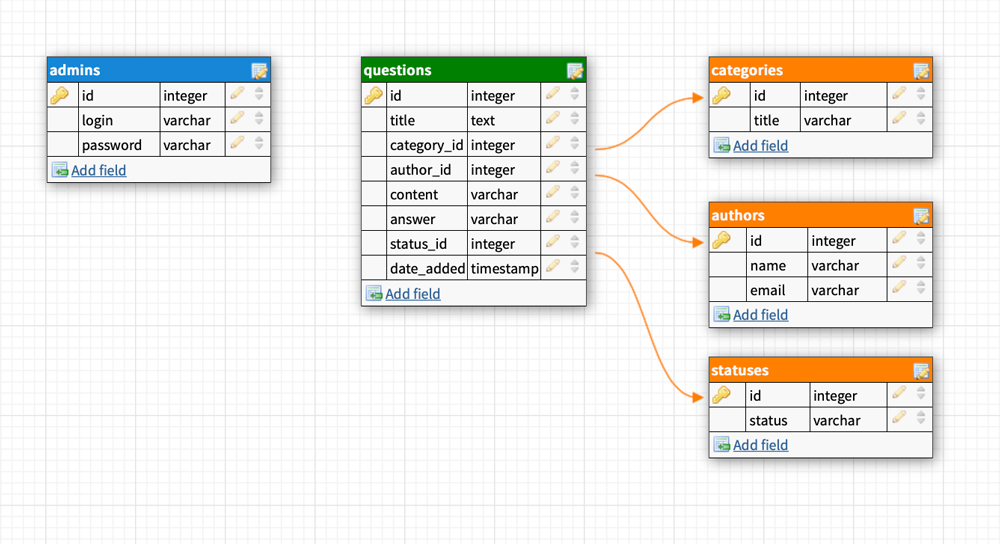 admins
id integer
login varchar
password varchar
Add field
questions
id integer
title text
category_id integer
author_id integer
content varchar
answer varchar
status_id integer
date_added timestamp
Add field
categories
id integer
title varchar
Add field
authors
id integer
name varchar
email varchar
Add field
statuses
id integer
status varchar
Add field